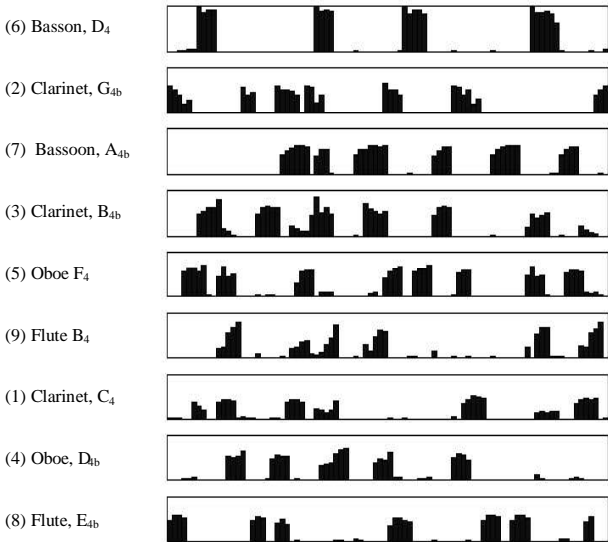 (6) Basson, D4
(2) Clarinet, G4b
(7) Bassoon, A4b
(3) Clarinet, B4b
(5) Oboe F4
(9) Flute B4
(1) Clarinet, C4
(4) Oboe, D4b
(8) Flute, E4b